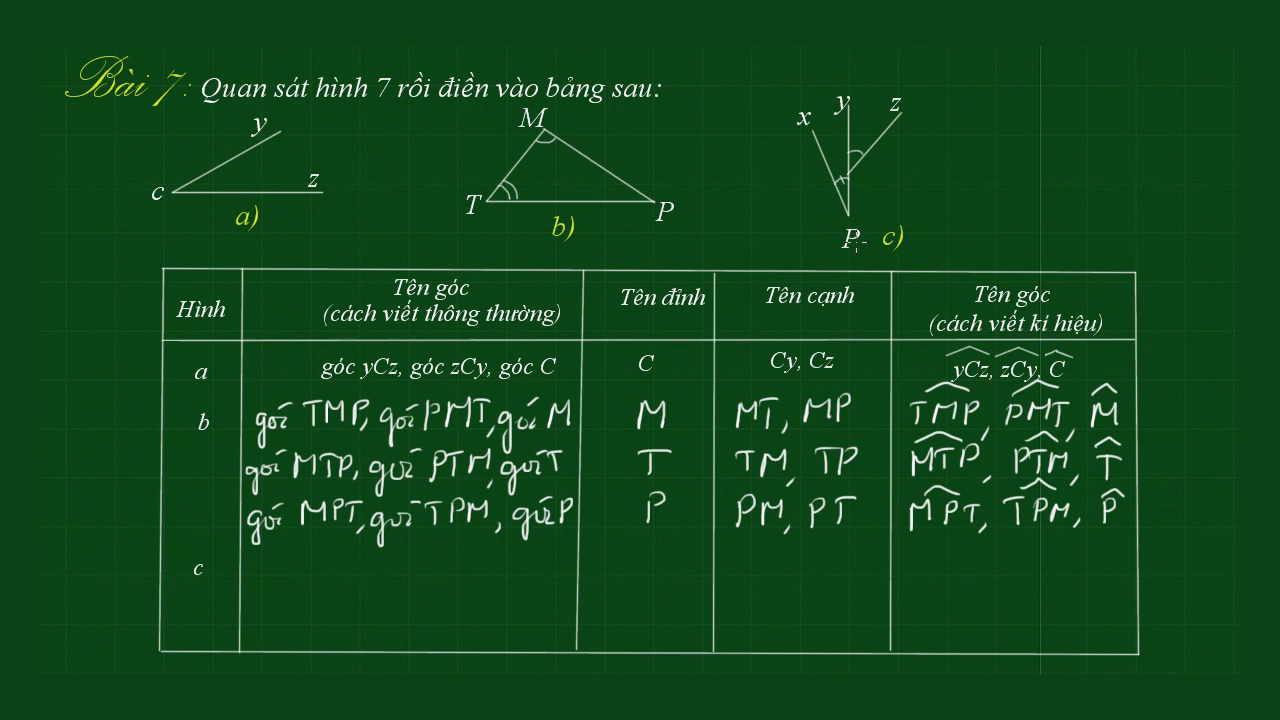 Bài 7: Quan sát hình 7 rồi điền vào bảng sau:
y
z
c
a)
M
T
P
b)
x
y
z
P
c)
Hình
Tên góc
(cách viết thông thường)
Tên đỉnh
Tên cạnh
Tên góc
(cách viết kí hiệu)
a
góc yCz, góc zCy, góc C
C
Cy, Cz
yCz, zCy, C
b
góc TMP, góc PMT, góc M
M
MT, MP
TMP, PMT, M
góc MTP, góc PTM, góc T
T
TM, TP
MTP, PTM, T
góc MPT, góc TPM, góc P
P
PM, PT
MPT, TPM, P
c